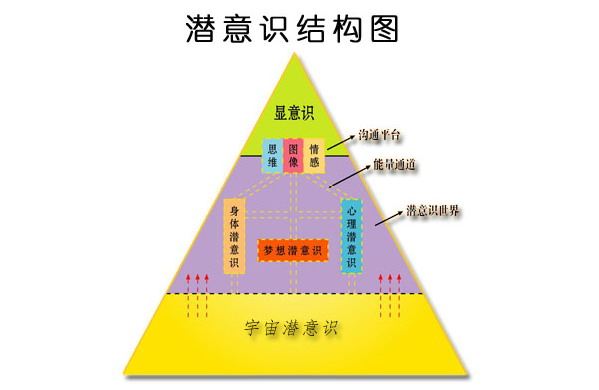 潜意识结构图
显意识
沟通平台
思维
图像
情感
能量通道
身体潜意识
心理潜意识
潜意识世界
梦想潜意识
宇宙潜意识